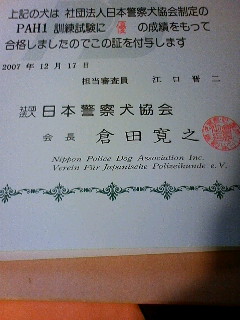 上記の犬は 社団法人日本警察犬協会制定の
PAH1 訓練試験に 優 の成績をもって
合格しましたのでこの証を付与します
2007 年 12 月 17 日
担当審査員 江口 晋二
社団法人 日本警察犬協会
会長 倉田寛之
Nippon Police Dog Association Inc.
Verein Für Japanische Polizeihunde e.V.